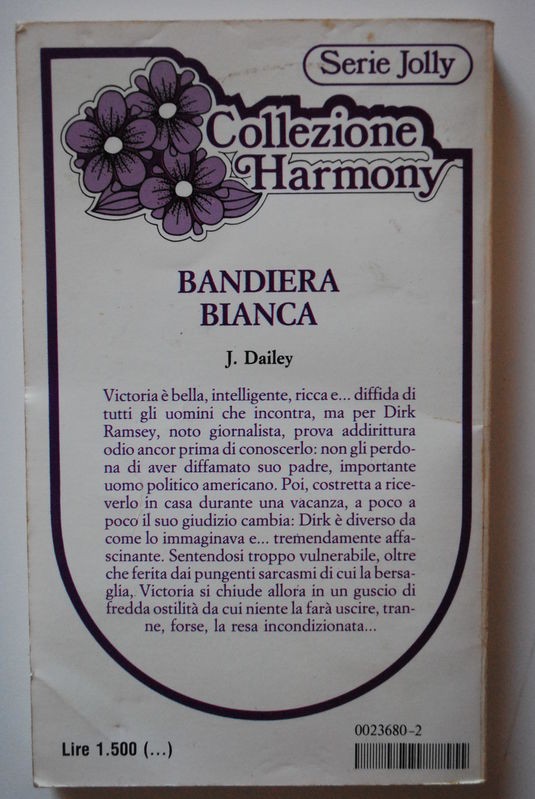 Serie Jolly
Collezione
Harmony
BANDIERA
BIANCA
J. Dailey
Victoria è bella, intelligente, ricca e... diffida di
tutti gli uomini che incontra, ma per Dirk
Ramsey, noto giornalista, prova addirittura
odio ancor prima di conoscerlo: non gli perdo-
na di aver diffamato suo padre, importante
uomo politico americano. Poi, costretta a rice-
verlo in casa durante una vacanza, a poco a
poco il suo giudizio cambia: Dirk è diverso da
come lo immaginava e... tremendamente affa-
scinante. Sentendosi troppo vulnerabile, oltre
che ferita dai pungenti sarcasmi di cui la bersa-
glia, Victoria si chiude allora in un guscio di
fredda ostilità da cui niente la farà uscire, tran-
ne, forse, la resa incondizionata...
0023680-2
Lire 1.500 (...)